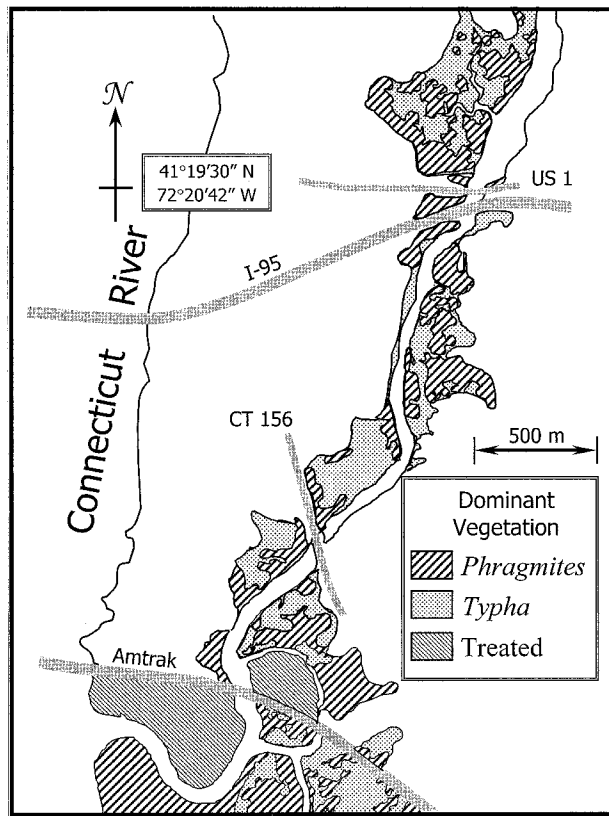 N
41°19'30" N
72°20'42" W
US 1
I-95
Connecticut River
CT 156
500 m
Dominant
Vegetation
Phragmites
Typha
Treated
Amtrak